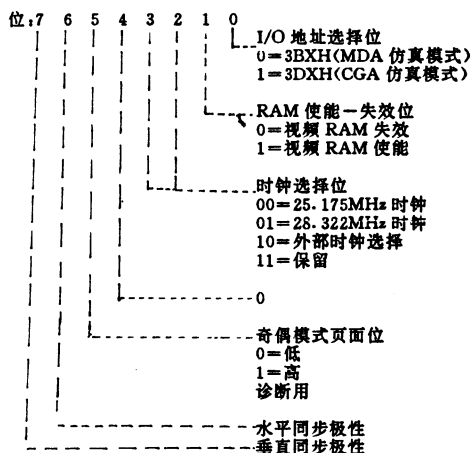 位:7 6 5 4 3 2 1 0
I/O 地址选择位
0=3BXH(MDA 仿真模式)
1=3DXH(CGA 仿真模式)
RAM 使能-失效位
0=视频 RAM 失效
1=视频 RAM 使能
时钟选择位
00=25.175MHz 时钟
01=28.322MHz 时钟
10=外部时钟选择
11=保留
0
奇偶模式页面位
0=低
1=高
诊断用
水平同步极性
垂直同步极性